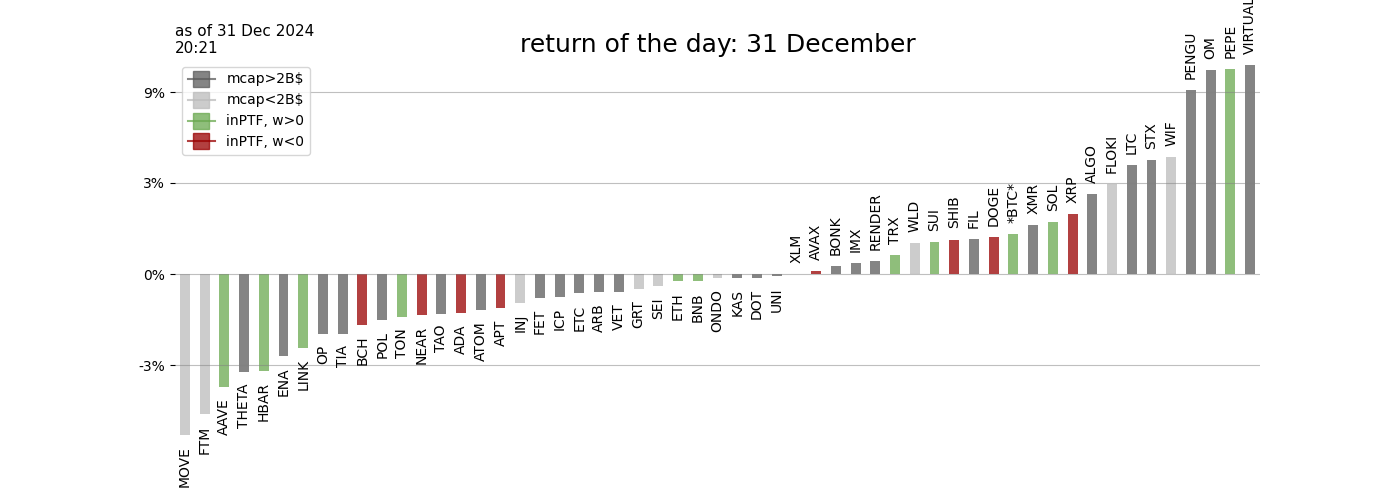 as of 31 Dec 2024
20:21
return of the day: 31 December
mcap>2B$
mcap<2B$
inPTF, w>0
inPTF, w<0
9%
3%
0%
-3%
MOVE
FTM
AAVE
THETA
HBAR
ENA
LINK
OP
TIA
BCH
POL
TON
NEAR
TAO
ADA
ATOM
APT
INJ
FET
ICP
ETC
ARB
VET
GRT
SEI
ETH
BNB
ONDO
KAS
DOT
UNI
XLM
AVAX
BONK
IMX
RENDER
TRX
WLD
SUI
SHIB
FIL
DOGE
*BTC*
XMR
SOL
XRP
ALGO
FLOKI
LTC
STX
WIF
PENGU
OM
PEPE
VIRTUAL